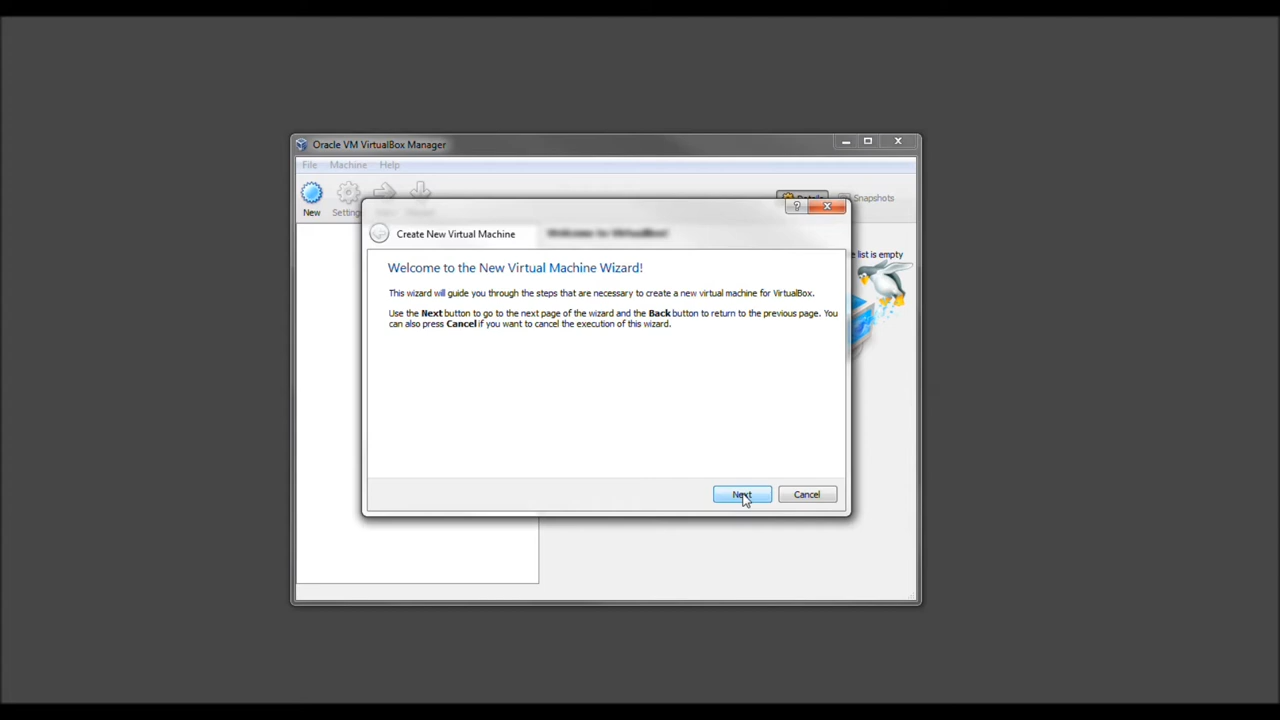 Oracle VM VirtualBox Manager
File Machine Help
New
Snapshots
Create New Virtual Machine
Welcome to VirtualBox!
list is empty
Welcome to the New Virtual Machine Wizard!
This wizard will guide you through the steps that are necessary to create a new virtual machine for VirtualBox.
Use the Next button to go to the next page of the wizard and the Back button to return to the previous page. You
can also press Cancel if you want to cancel the execution of this wizard.
Next Cancel